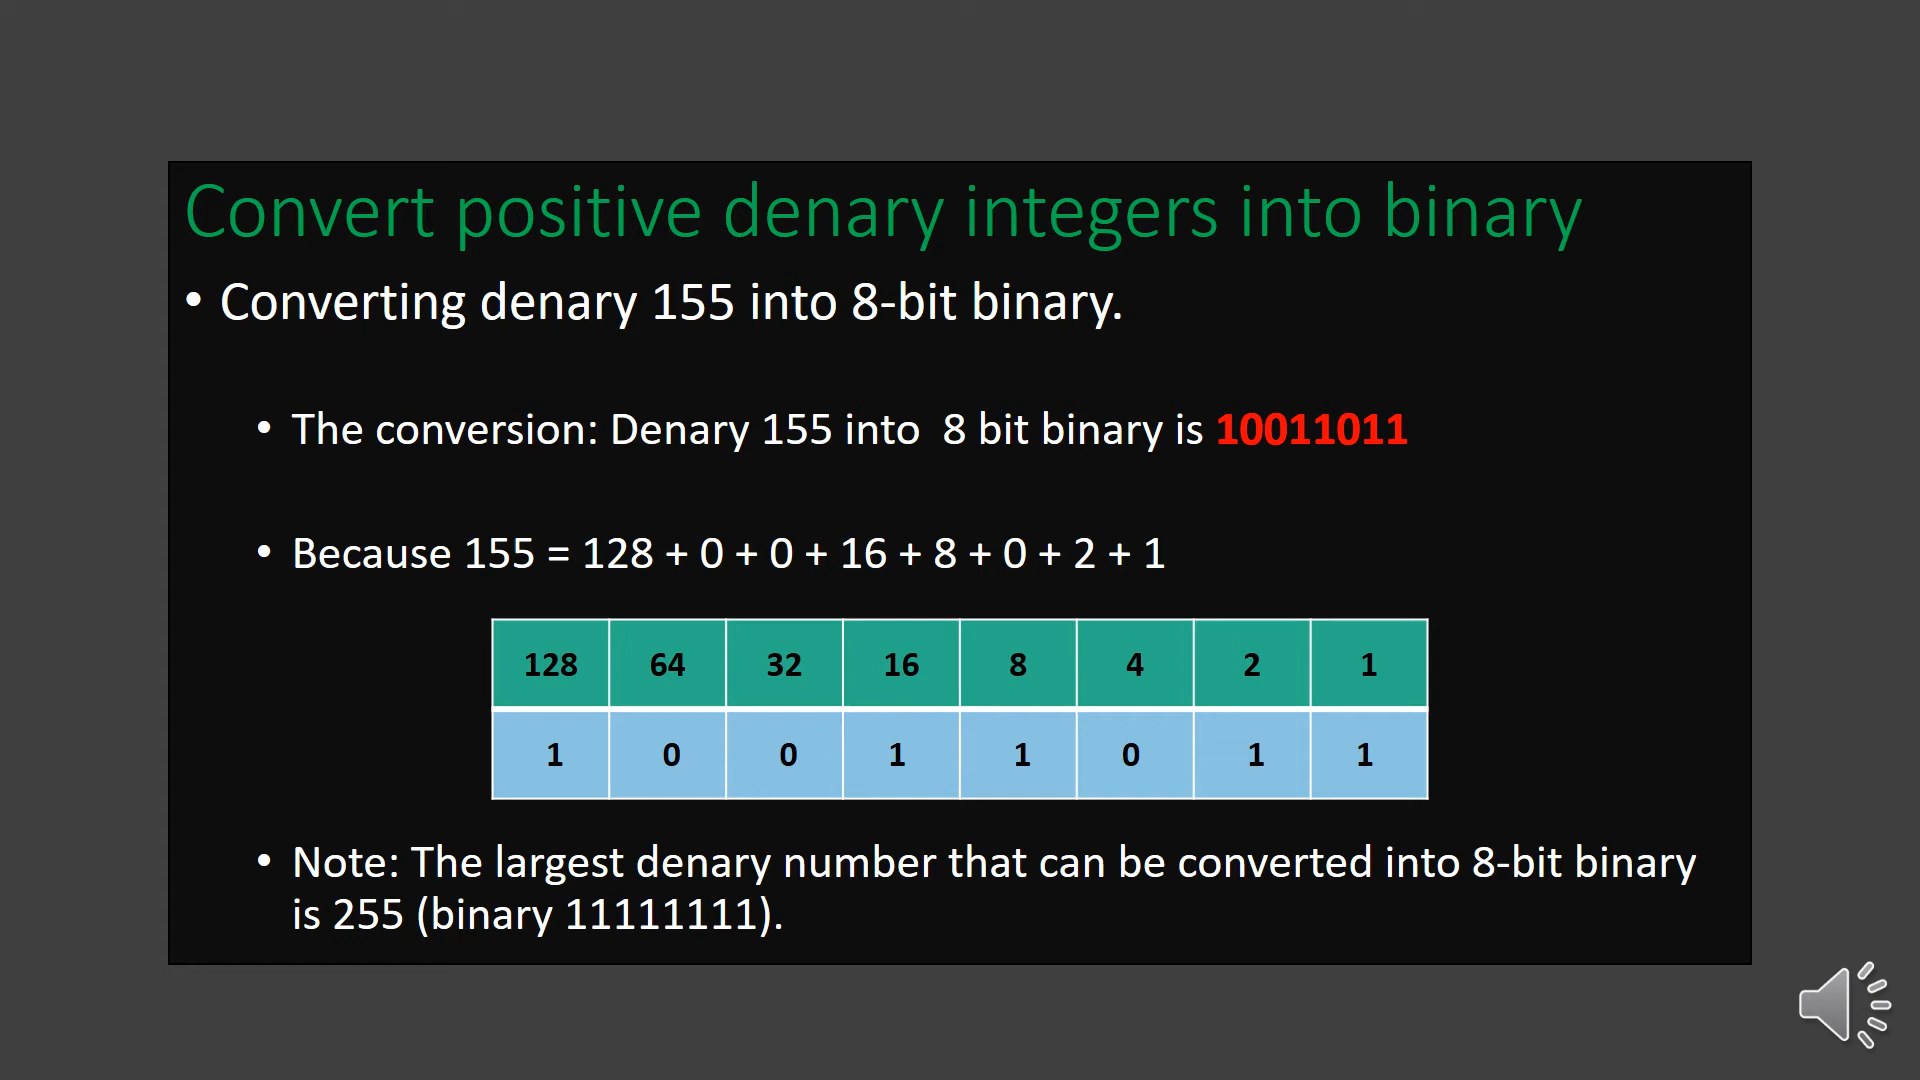 Convert positive denary integers into binary
• Converting denary 155 into 8-bit binary.
• The conversion: Denary 155 into  8 bit binary is 10011011
• Because 155 = 128 + 0 + 0 + 16 + 8 + 0 + 2 + 1
128 64 32 16 8 4 2 1
1 0 0 1 1 0 1 1
• Note: The largest denary number that can be converted into 8-bit binary
is 255 (binary 11111111).